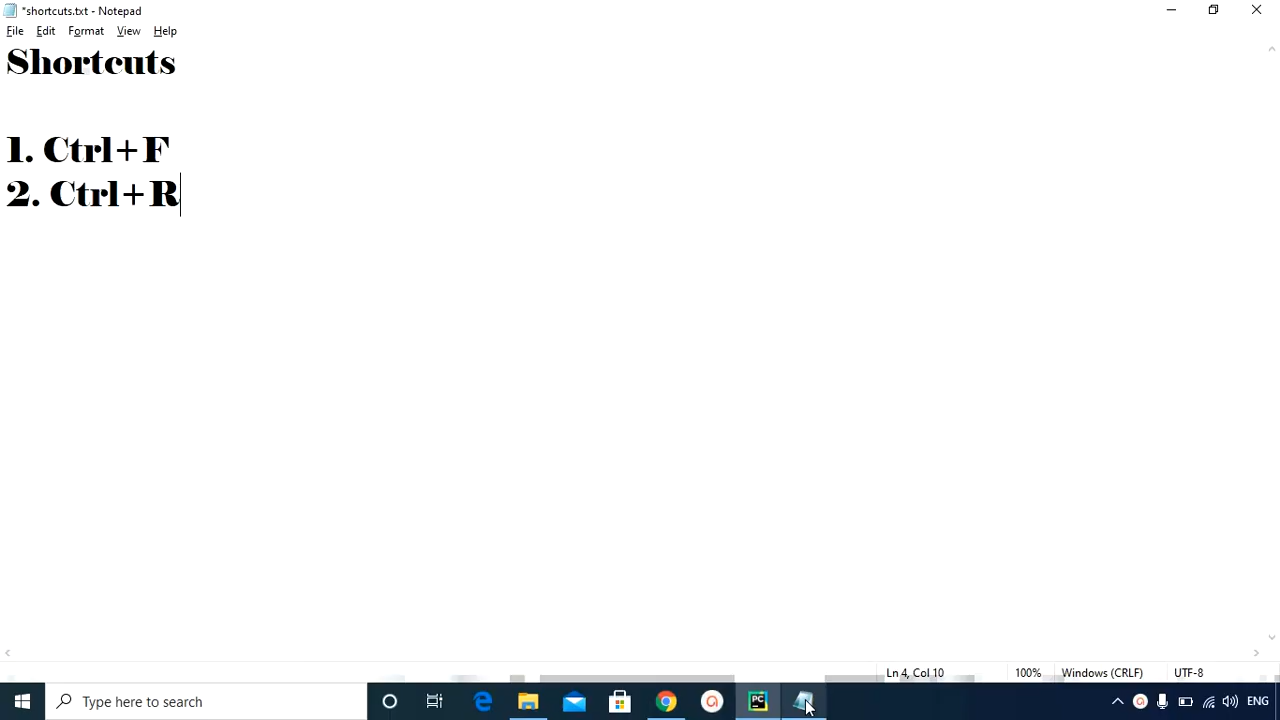 *shortcuts.txt - Notepad
File Edit Format View Help
Shortcuts
1. Ctrl+F
2. Ctrl+R
Ln 4, Col 10 100% Windows (CRLF) UTF-8
Type here to search
PC
ENG